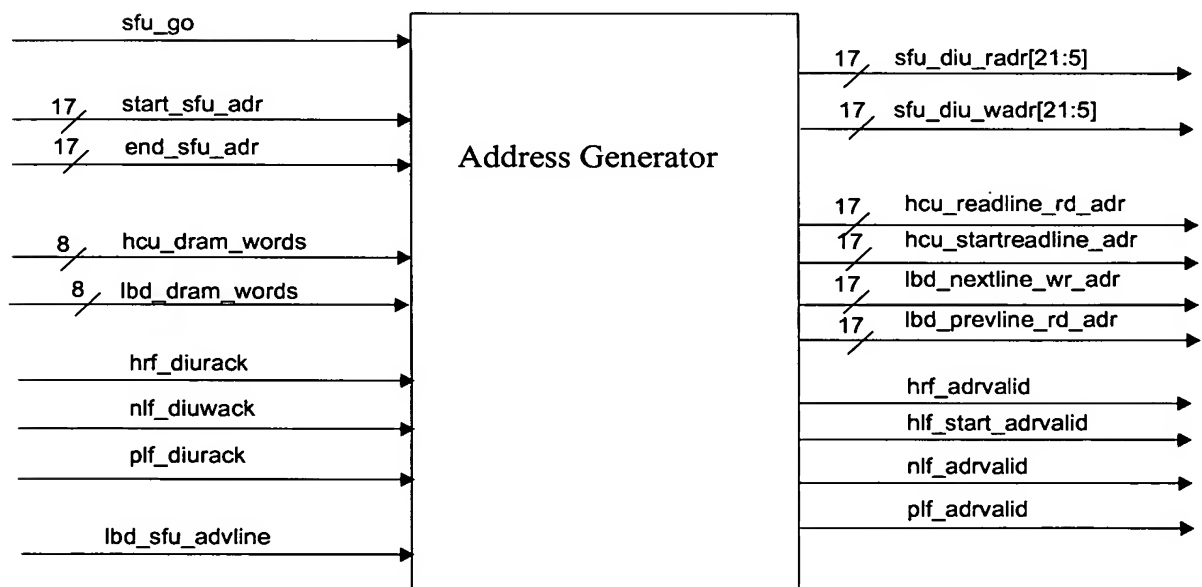 sfu_go
17 start_sfu_adr
17 end_sfu_adr
8 hcu_dram_words
8 lbd_dram_words
hrf_diurack
nlf_diuwack
plf_diurack
lbd_sfu_advline
Address Generator
17 sfu_diu_radr[21:5]
17 sfu_diu_wadr[21:5]
17 hcu_readline_rd_adr
17 hcu_startreadline_adr
17 lbd_nextline_wr_adr
17 lbd_prevline_rd_adr
hrf_adrvalid
hlf_start_adrvalid
nlf_adrvalid
plf_adrvalid